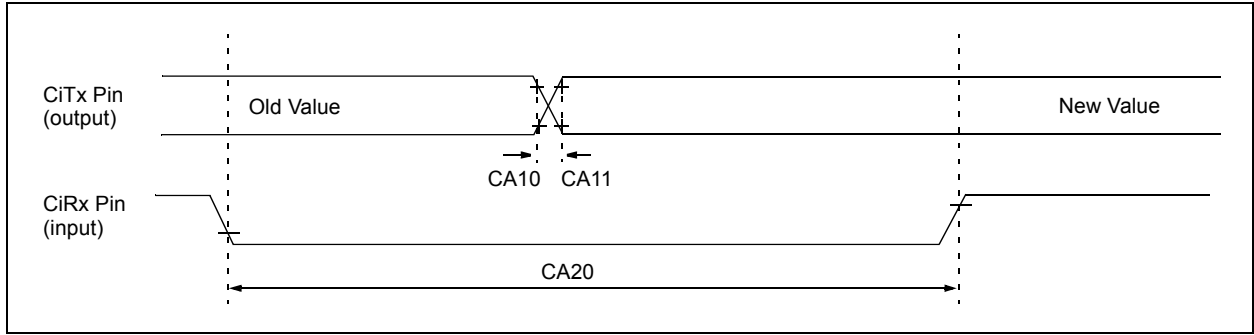 CiTx Pin
(output)
Old Value
New Value
CA10 CA11
CiRx Pin
(input)
CA20